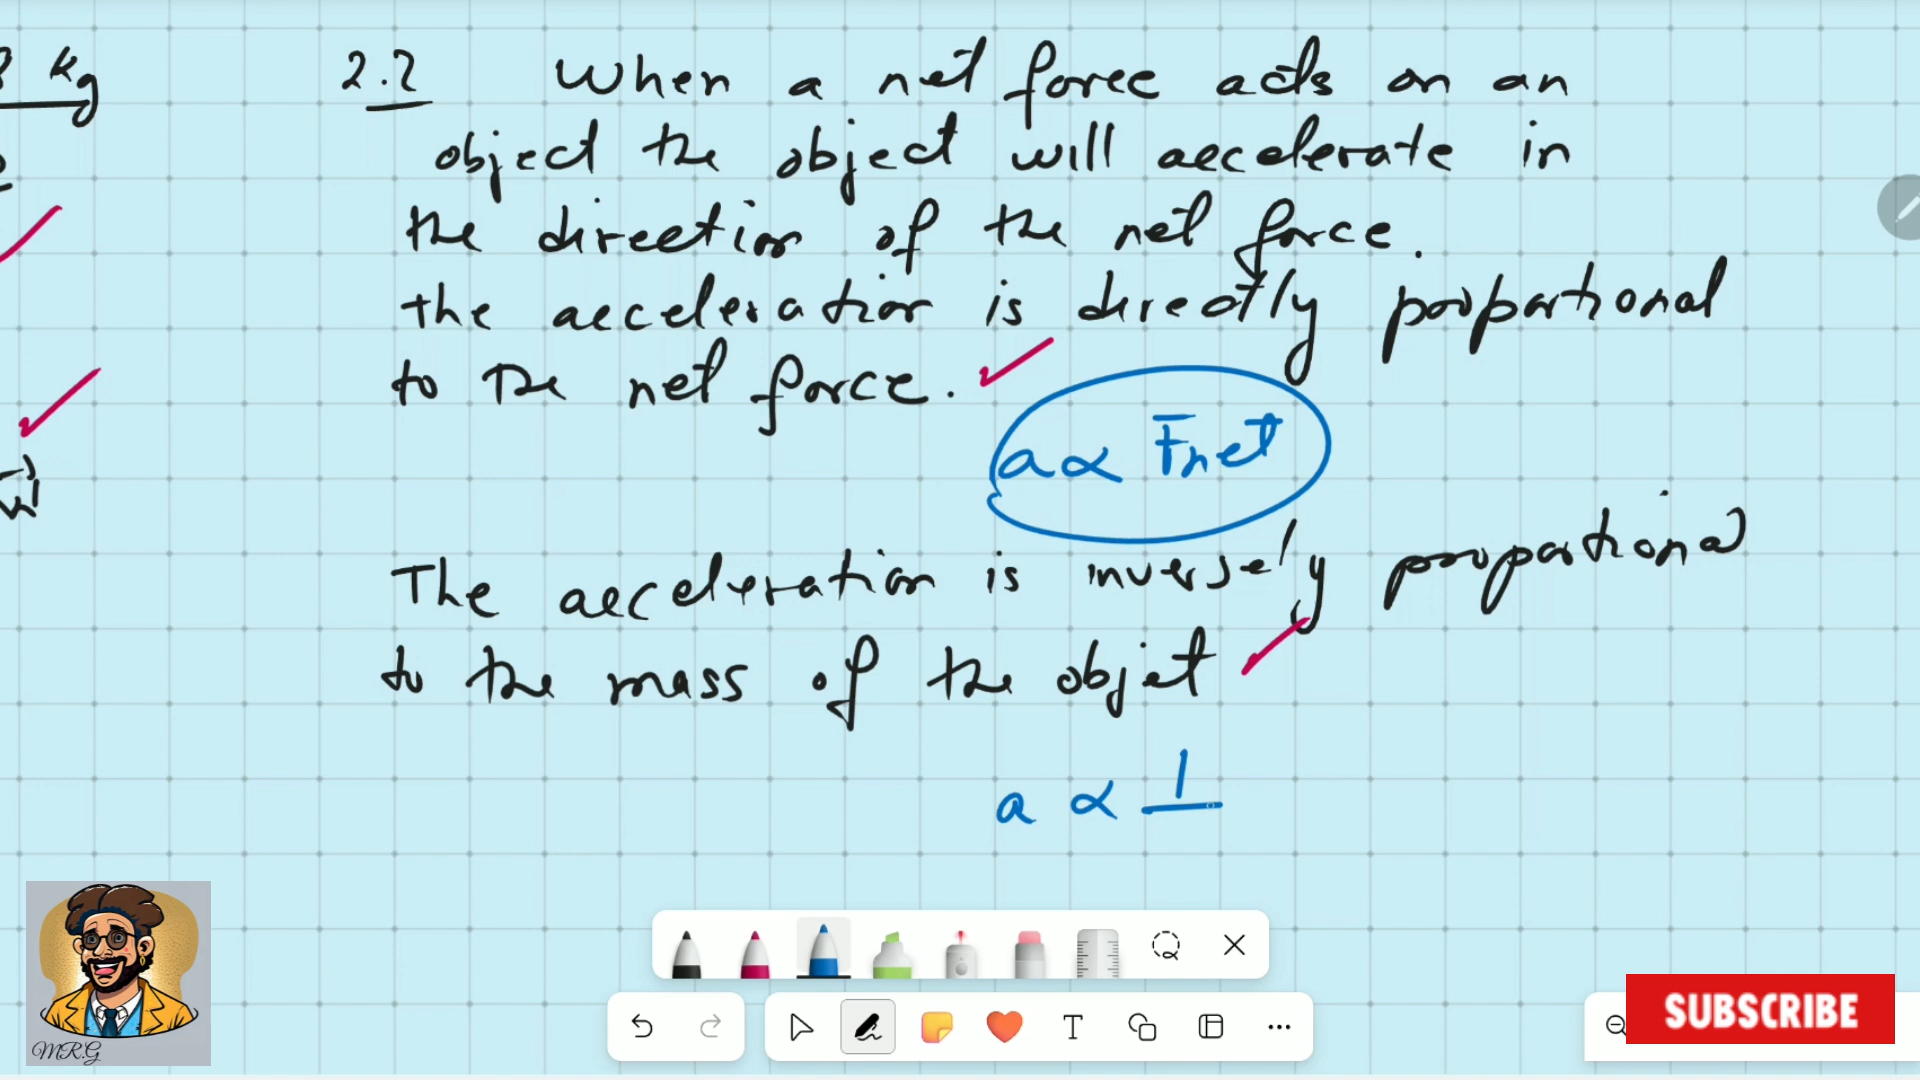 kg
2.2 When a net force acts on an
object the object will accelerate in
the direction of the net force.
the acceleration is directly proportional
to the net force.
a ∝ Fnet
The acceleration is inversely proportional
to the mass of the objet
a ∝ 1
MR.G
T
SUBSCRIBE